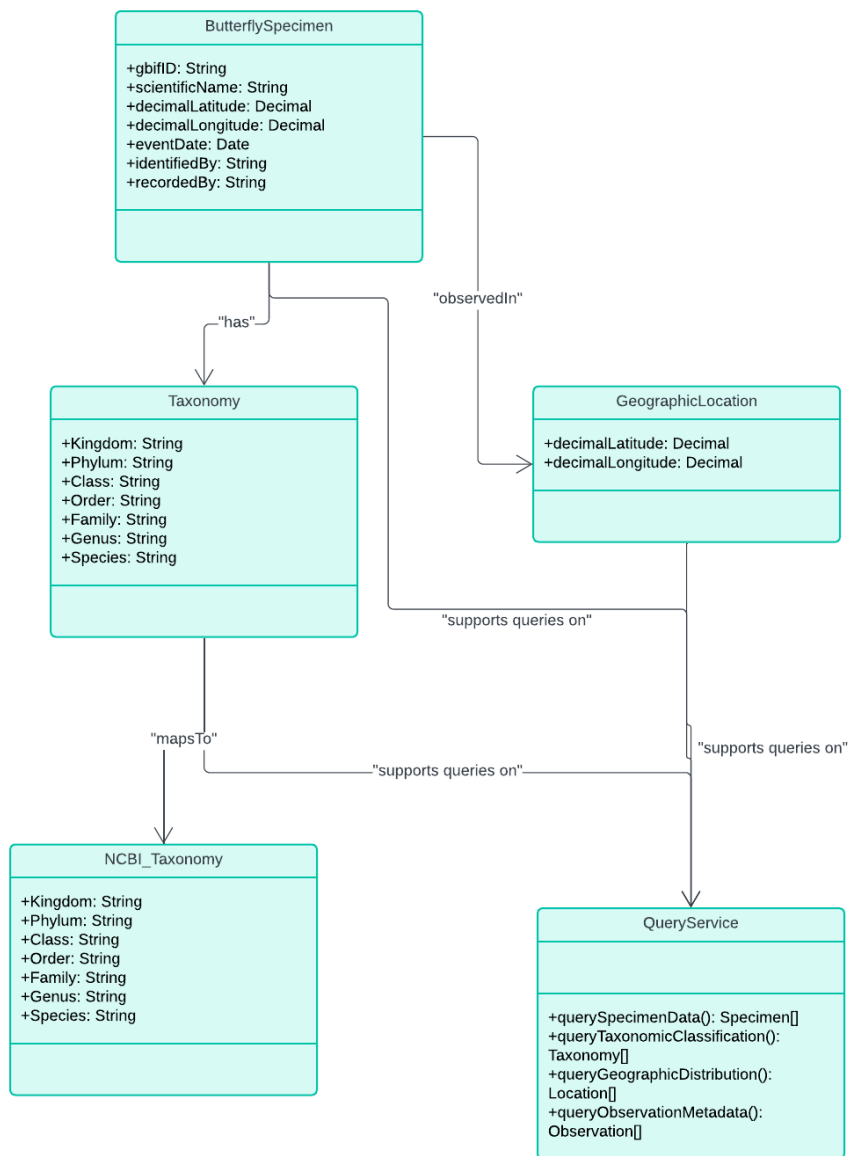 ButterflySpecimen
+gbifID: String
+scientificName: String
+decimalLatitude: Decimal
+decimalLongitude: Decimal
+eventDate: Date
+identifiedBy: String
+recordedBy: String
"observedIn"
"has"
Taxonomy
+Kingdom: String
+Phylum: String
+Class: String
+Order: String
+Family: String
+Genus: String
+Species: String
GeographicLocation
+decimalLatitude: Decimal
+decimalLongitude: Decimal
"supports queries on"
"mapsTo"
"supports queries on"
"supports queries on"
NCBI_Taxonomy
+Kingdom: String
+Phylum: String
+Class: String
+Order: String
+Family: String
+Genus: String
+Species: String
QueryService
+querySpecimenData(): Specimen[]
+queryTaxonomicClassification():
Taxonomy[]
+queryGeographicDistribution():
Location[]
+queryObservationMetadata():
Observation[]